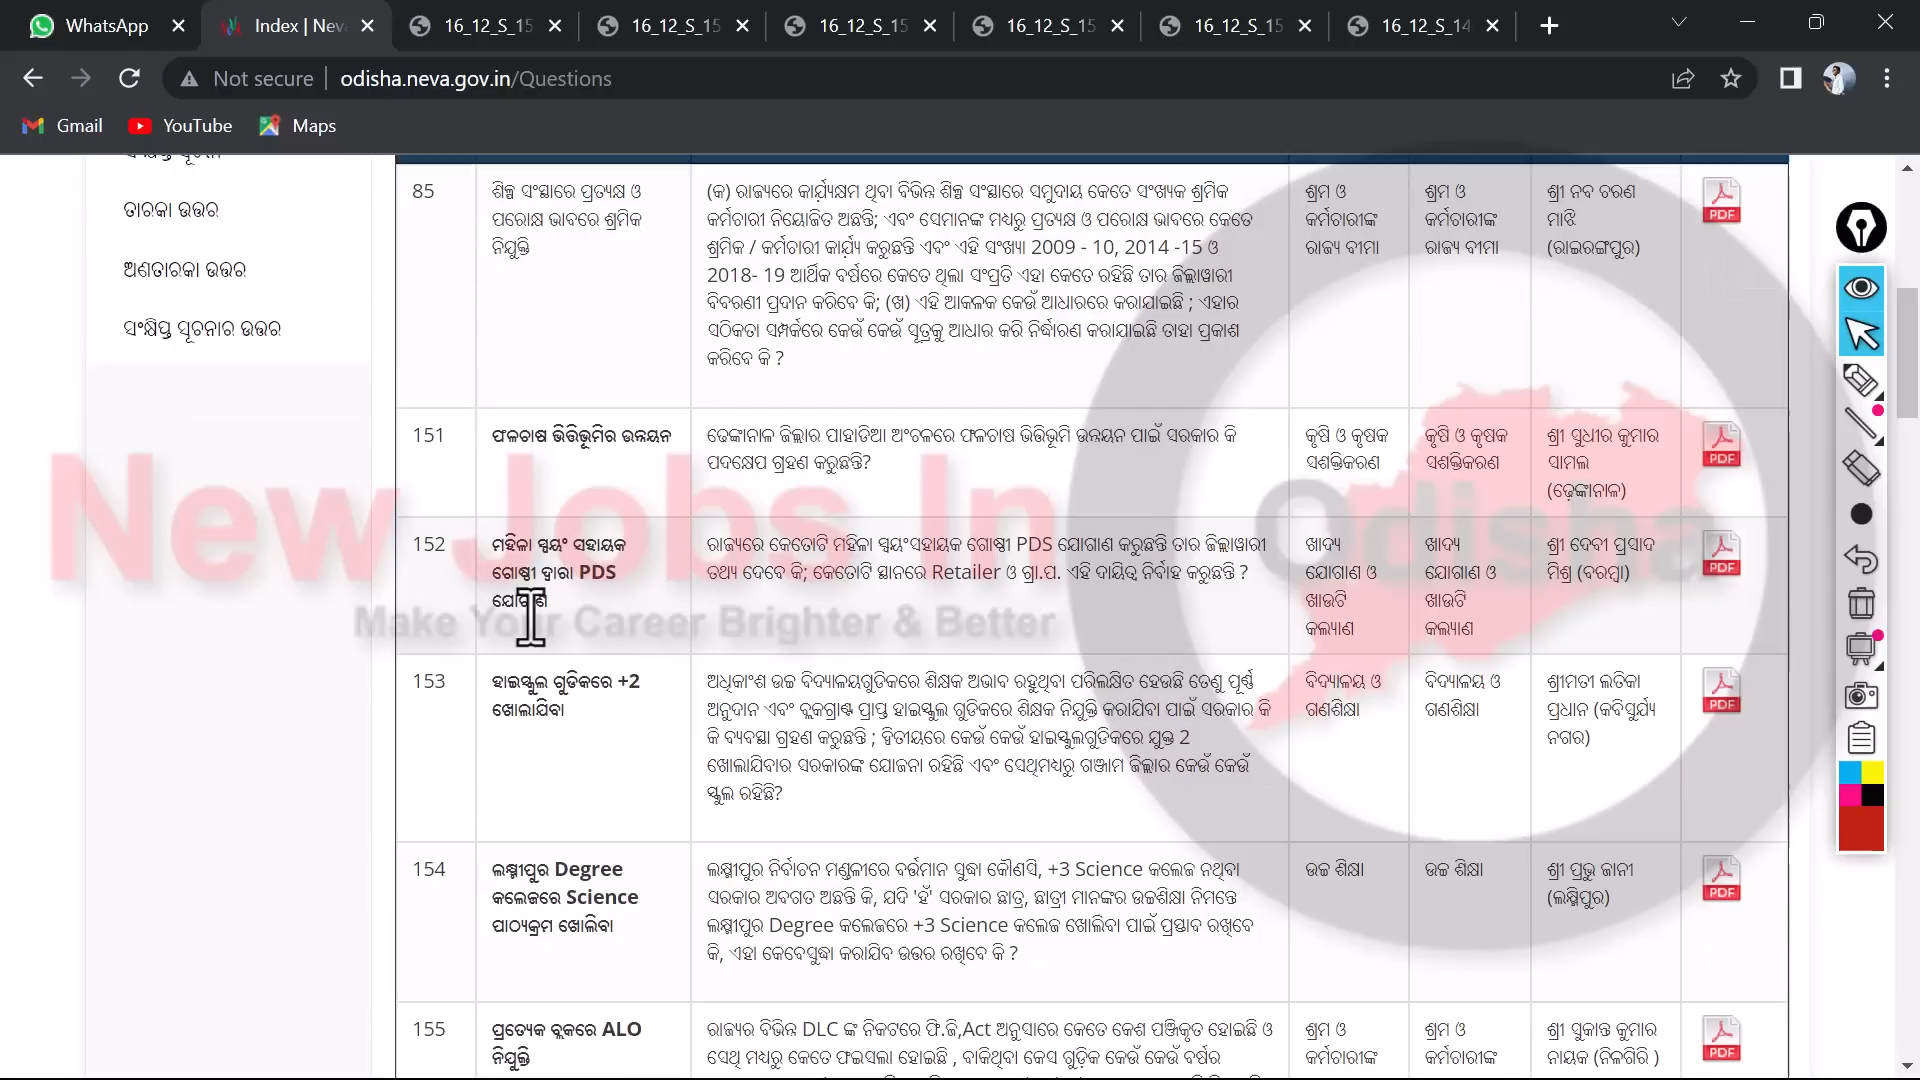 WhatsApp
Index | Neva
16_12_S_15
16_12_S_15
16_12_S_15
16_12_S_15
16_12_S_15
16_12_S_14
Not secure
odisha.neva.gov.in/Questions
Gmail
YouTube
Maps
ତାରକା ଉତ୍ତର
ଅଣତାରକା ଉତ୍ତର
ସଂକ୍ଷିପ୍ତ ସୂଚନାର ଉତ୍ତର
85
ଶିଳ୍ପ ସଂସ୍ଥାରେ ପ୍ରତ୍ୟକ୍ଷ ଓ
ପରୋକ୍ଷ ଭାବରେ ଶ୍ରମିକ
ନିଯୁକ୍ତି
(କ) ରାଜ୍ୟରେ କାର୍ଯ୍ୟକ୍ଷମ ଥିବା ବିଭିନ୍ନ ଶିଳ୍ପ ସଂସ୍ଥାରେ ସମୁଦାୟ କେତେ ସଂଖ୍ୟକ ଶ୍ରମିକ
କର୍ମଚାରୀ ନିୟୋଜିତ ଅଛନ୍ତି; ଏବଂ ସେମାନଙ୍କ ମଧ୍ୟରୁ ପ୍ରତ୍ୟକ୍ଷ ଓ ପରୋକ୍ଷ ଭାବରେ କେତେ
ଶ୍ରମିକ / କର୍ମଚାରୀ କାର୍ଯ୍ୟ କରୁଛନ୍ତି ଏବଂ ଏହି ସଂଖ୍ୟା 2009 - 10, 2014 -15 ଓ
2018- 19 ଆର୍ଥିକ ବର୍ଷରେ କେତେ ଥିଲା ସଂପ୍ରତି ଏହା କେତେ ରହିଛି ତାର ଜିଲ୍ଲାୱାରୀ
ବିବରଣୀ ପ୍ରଦାନ କରିବେ କି; (ଖ) ଏହି ଆକଳକ କେଉଁ ଆଧାରରେ କରାଯାଇଛି ; ଏହାର
ସଠିକତା ସମ୍ପର୍କରେ କେଉଁ କେଉଁ ସୂତ୍ରକୁ ଆଧାର କରି ନିର୍ଦ୍ଧାରଣ କରାଯାଇଛି ତାହା ପ୍ରକାଶ
କରିବେ କି ?
ଶ୍ରମ ଓ
କର୍ମଚାରୀଙ୍କ
ରାଜ୍ୟ ବୀମା
ଶ୍ରମ ଓ
କର୍ମଚାରୀଙ୍କ
ରାଜ୍ୟ ବୀମା
ଶ୍ରୀ ନବ ଚରଣ
ମାଝି
(ରାଇରଙ୍ଗପୁର)
PDF
151
ଫଳଚାଷ ଭିତ୍ତିଭୂମିର ଉନ୍ନୟନ
ଢେଙ୍କାନାଳ ଜିଲ୍ଲାର ପାହାଡିଆ ଅଂଚଳରେ ଫଳଚାଷ ଭିତ୍ତିଭୂମି ଉନ୍ନୟନ ପାଇଁ ସରକାର କି
ପଦକ୍ଷେପ ଗ୍ରହଣ କରୁଛନ୍ତି?
କୃଷି ଓ କୃଷକ
ସଶକ୍ତିକରଣ
କୃଷି ଓ କୃଷକ
ସଶକ୍ତିକରଣ
ଶ୍ରୀ ସୁଧୀର କୁମାର
ସାମଲ
(ଢ଼େଙ୍କାନାଳ)
PDF
New Jobs In Odisha
152
ମହିଳା ସ୍ୱୟଂ ସହାୟକ
ଗୋଷ୍ଠୀ ଦ୍ୱାରା PDS
ଯୋଗାଣ
ରାଜ୍ୟରେ କେତୋଟି ମହିଳା ସ୍ୱୟଂସହାୟକ ଗୋଷ୍ଠୀ PDS ଯୋଗାଣ କରୁଛନ୍ତି ତାର ଜିଲ୍ଲାୱାରୀ
ତଥ୍ୟ ଦେବେ କି; କେତୋଟି ସ୍ଥାନରେ Retailer ଓ ଗ୍ରା.ପ. ଏହି ଦାୟିତ୍ୱ ନିର୍ବାହ କରୁଛନ୍ତି ?
ଖାଦ୍ୟ
ଯୋଗାଣ ଓ
ଖାଉଟି
କଲ୍ୟାଣ
ଖାଦ୍ୟ
ଯୋଗାଣ ଓ
ଖାଉଟି
କଲ୍ୟାଣ
ଶ୍ରୀ ଦେବୀ ପ୍ରସାଦ
ମିଶ୍ର (ବରମ୍ବା)
PDF
Make Your Career Brighter & Better
153
ହାଇସ୍କୁଲ ଗୁଡିକରେ +2
ଖୋଲାଯିବା
ଅଧିକାଂଶ ଉଚ୍ଚ ବିଦ୍ୟାଳୟଗୁଡିକରେ ଶିକ୍ଷକ ଅଭାବ ରହୁଥିବା ପରିଲକ୍ଷିତ ହେଉଛି ତେଣୁ ପୂର୍ଣ୍ଣ
ଅନୁଦାନ ଏବଂ ବ୍ଲକଗ୍ରାଣ୍ଟ ପ୍ରାପ୍ତ ହାଇସ୍କୁଲ ଗୁଡିକରେ ଶିକ୍ଷକ ନିଯୁକ୍ତି କରାଯିବା ପାଇଁ ସରକାର କି
କି ବ୍ୟବସ୍ଥା ଗ୍ରହଣ କରୁଛନ୍ତି ; ଦ୍ୱିତୀୟରେ କେଉଁ କେଉଁ ହାଇସ୍କୁଲଗୁଡିକରେ ଯୁକ୍ତ 2
ଖୋଲାଯିବାର ସରକାରଙ୍କ ଯୋଜନା ରହିଛି ଏବଂ ସେଥିମଧ୍ୟରୁ ଗଞ୍ଜାମ ଜିଲ୍ଲାର କେଉଁ କେଉଁ
ସ୍କୁଲ ରହିଛି?
ବିଦ୍ୟାଳୟ ଓ
ଗଣଶିକ୍ଷା
ବିଦ୍ୟାଳୟ ଓ
ଗଣଶିକ୍ଷା
ଶ୍ରୀମତୀ ଲତିକା
ପ୍ରଧାନ (କବିସୁର୍ଯ୍ୟ
ନଗର)
PDF
154
ଲକ୍ଷ୍ମୀପୁର Degree
କଲେଜରେ Science
ପାଠ୍ୟକ୍ରମ ଖୋଲିବା
ଲକ୍ଷ୍ମୀପୁର ନିର୍ବାଚନ ମଣ୍ଡଳୀରେ ବର୍ତ୍ତମାନ ସୁଦ୍ଧା କୌଣସି, +3 Science କଲେଜ ନଥିବା
ସରକାର ଅବଗତ ଅଛନ୍ତି କି, ଯଦି 'ହଁ' ସରକାର ଛାତ୍ର, ଛାତ୍ରୀ ମାନଙ୍କର ଉଚ୍ଚଶିକ୍ଷା ନିମନ୍ତେ
ଲକ୍ଷ୍ମୀପୁର Degree କଲେଜରେ +3 Science କଲେଜ ଖୋଲିବା ପାଇଁ ପ୍ରସ୍ତାବ ରଖିବେ
କି, ଏହା କେବେସୁଦ୍ଧା କରାଯିବ ଉତ୍ତର ରଖିବେ କି ?
ଉଚ୍ଚ ଶିକ୍ଷା
ଉଚ୍ଚ ଶିକ୍ଷା
ଶ୍ରୀ ପ୍ରଭୁ ଜାନୀ
(ଲକ୍ଷ୍ମିପୁର)
PDF
155
ପ୍ରତ୍ୟେକ ବ୍ଲକରେ ALO
ନିଯୁକ୍ତି
ରାଜ୍ୟର ବିଭିନ୍ନ DLC ଙ୍କ ନିକଟରେ ଫି.ଜି,Act ଅନୁସାରେ କେତେ କେଶ ପଞ୍ଜିକୃତ ହୋଇଛି ଓ
ସେଥି ମଧ୍ୟରୁ କେତେ ଫଇସଲା ହୋଇଛି , ବାକିଥିବା କେସ ଗୁଡ଼ିକ କେଉଁ କେଉଁ ବର୍ଷର
ଶ୍ରମ ଓ
କର୍ମଚାରୀଙ୍କ
ଶ୍ରମ ଓ
କର୍ମଚାରୀଙ୍କ
ଶ୍ରୀ ସୁକାନ୍ତ କୁମାର
ନାୟକ (ନିଳଗିରି )
PDF